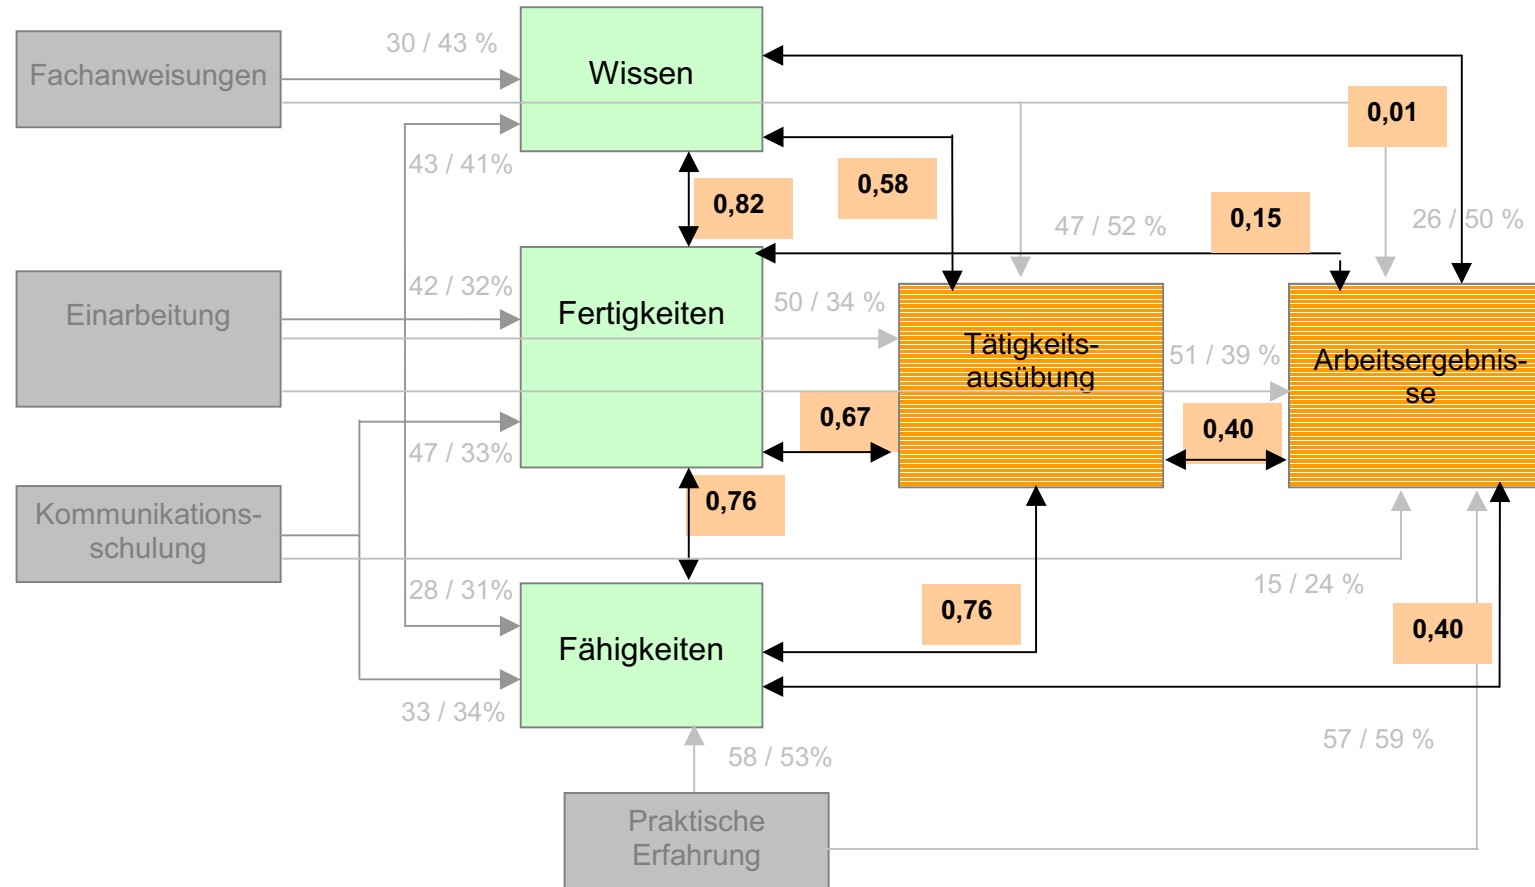 30 / 43 %
Fachanweisungen
Wissen
0,01
43 / 41%
0,58
0,82
0,15
47 / 52 %
26 / 50 %
42 / 32%
Einarbeitung
Fertigkeiten
50 / 34 %
Tätigkeits-
ausübung
51 / 39 %
Arbeitsergebnis-
se
0,67
0,40
47 / 33%
0,76
Kommunikations-
schulung
28 / 31%
15 / 24 %
0,76
0,40
Fähigkeiten
33 / 34%
58 / 53%
57 / 59 %
Praktische
Erfahrung